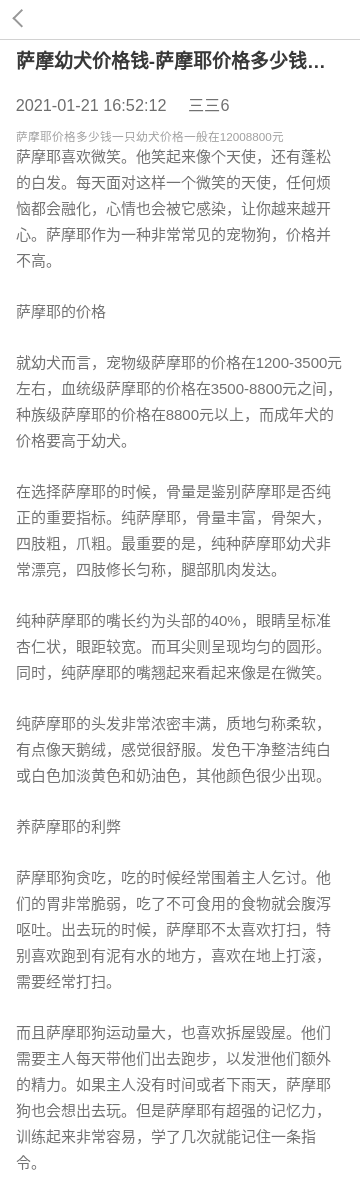 萨摩幼犬价格钱-萨摩耶价格多少钱…
2021-01-21 16:52:12 三三6
萨摩耶价格多少钱一只幼犬价格一般在12008800元
萨摩耶喜欢微笑。他笑起来像个天使，还有蓬松
的白发。每天面对这样一个微笑的天使，任何烦
恼都会融化，心情也会被它感染，让你越来越开
心。萨摩耶作为一种非常常见的宠物狗，价格并
不高。
萨摩耶的价格
就幼犬而言，宠物级萨摩耶的价格在1200-3500元
左右，血统级萨摩耶的价格在3500-8800元之间，
种族级萨摩耶的价格在8800元以上，而成年犬的
价格要高于幼犬。
在选择萨摩耶的时候，骨量是鉴别萨摩耶是否纯
正的重要指标。纯萨摩耶，骨量丰富，骨架大，
四肢粗，爪粗。最重要的是，纯种萨摩耶幼犬非
常漂亮，四肢修长匀称，腿部肌肉发达。
纯种萨摩耶的嘴长约为头部的40%，眼睛呈标准
杏仁状，眼距较宽。而耳尖则呈现均匀的圆形。
同时，纯萨摩耶的嘴翘起来看起来像是在微笑。
纯萨摩耶的头发非常浓密丰满，质地匀称柔软，
有点像天鹅绒，感觉很舒服。发色干净整洁纯白
或白色加淡黄色和奶油色，其他颜色很少出现。
养萨摩耶的利弊
萨摩耶狗贪吃，吃的时候经常围着主人乞讨。他
们的胃非常脆弱，吃了不可食用的食物就会腹泻
呕吐。出去玩的时候，萨摩耶不太喜欢打扫，特
别喜欢跑到有泥有水的地方，喜欢在地上打滚，
需要经常打扫。
而且萨摩耶狗运动量大，也喜欢拆屋毁屋。他们
需要主人每天带他们出去跑步，以发泄他们额外
的精力。如果主人没有时间或者下雨天，萨摩耶
狗也会想出去玩。但是萨摩耶有超强的记忆力，
训练起来非常容易，学了几次就能记住一条指
令。